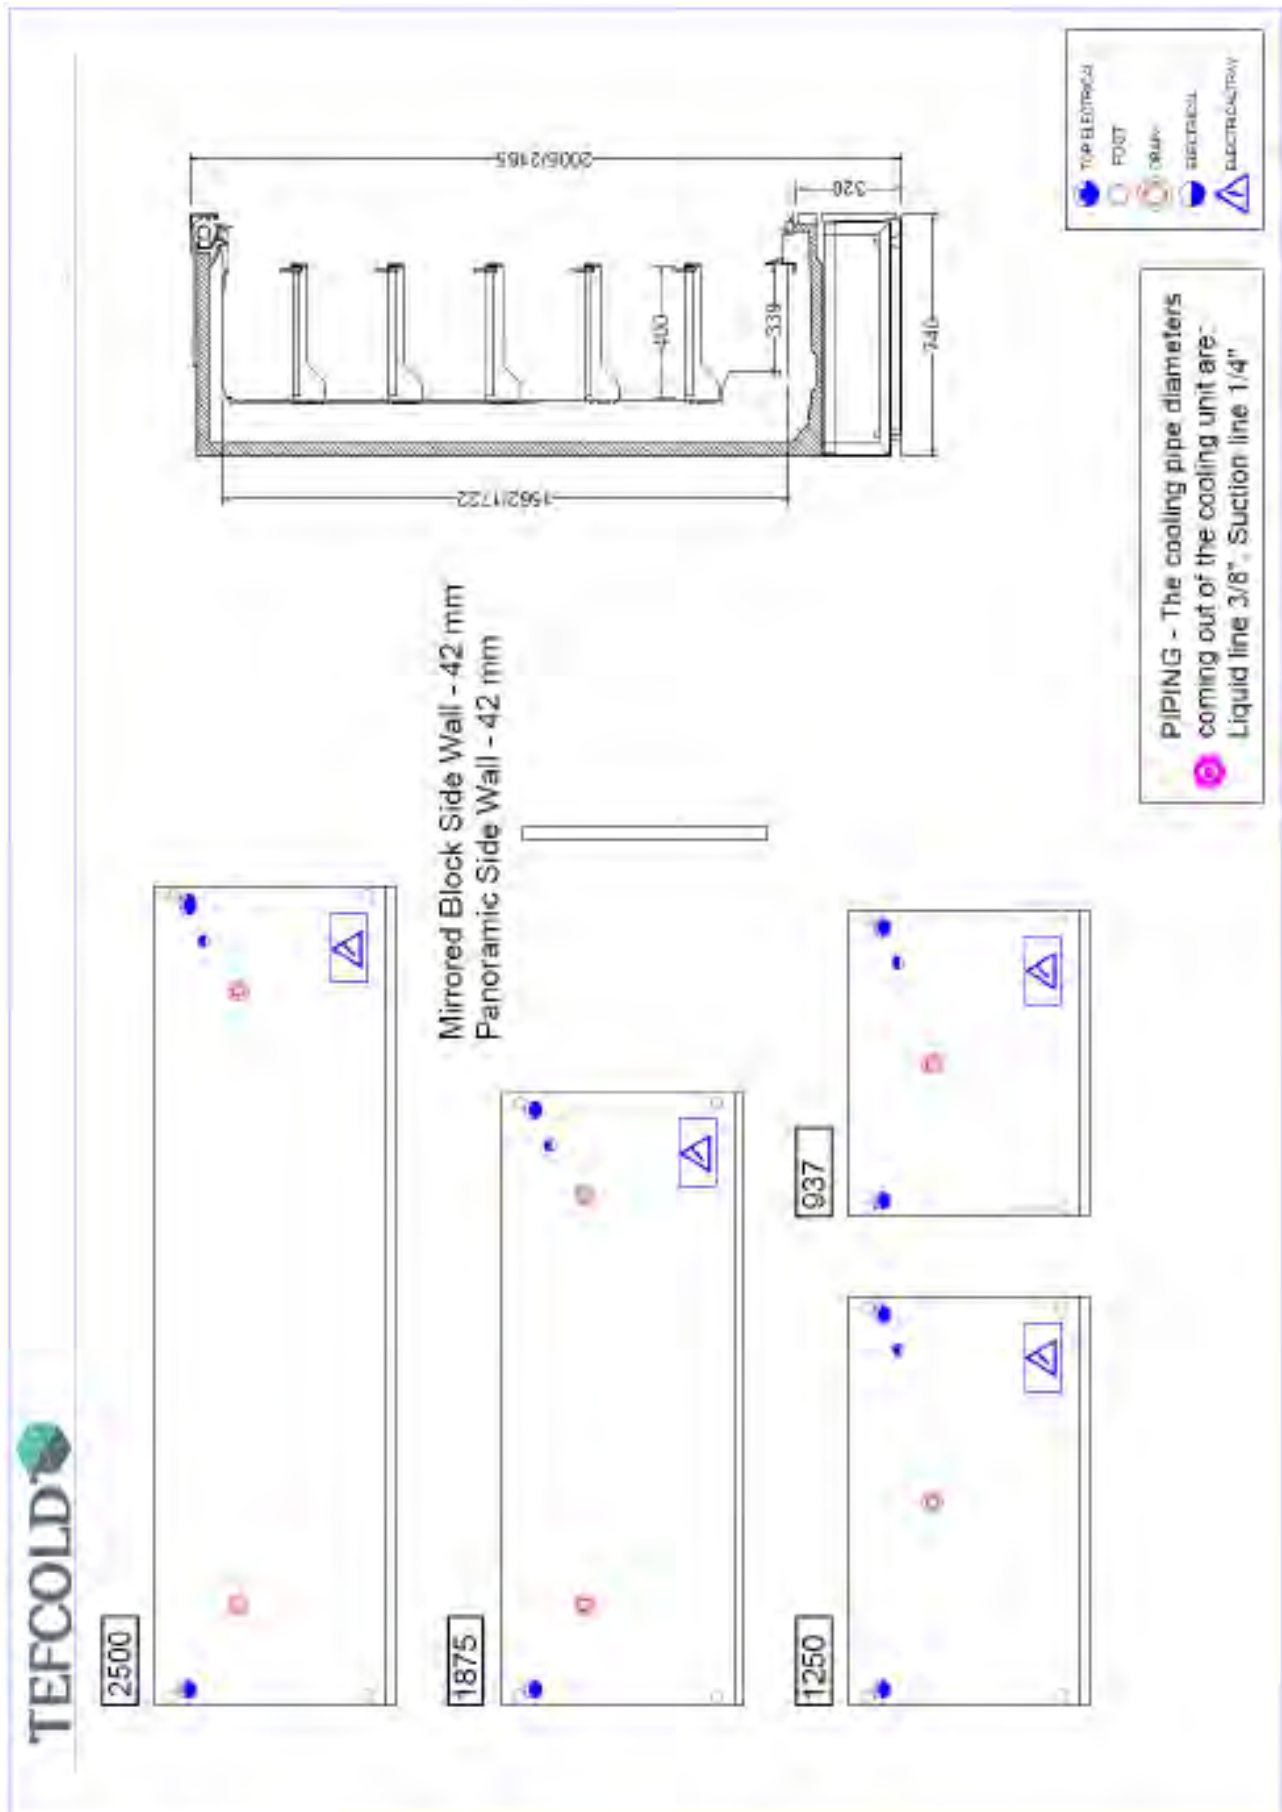 TEFCOLD
2500
1875
1250
937
Mirrored Block Side Wall - 42 mm
Panoramic Side Wall - 42 mm
2005/2165
1562/1722
400
339
326
740
PIPING - The cooling pipe diameters
coming out of the cooling unit are:
Liquid line 3/8". Suction line 1/4"
TOP ELECTRICAL
FOOT
DRAIN
ELECTRICAL
ELECTRICAL TRAY